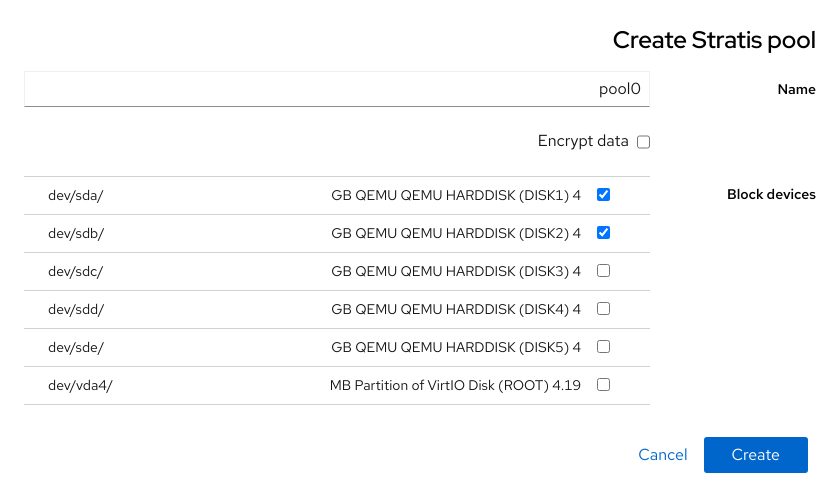 Create Stratis pool
Name
pool0
Encrypt data
Block devices
GB QEMU QEMU HARDDISK (DISK1) 4 dev/sda/
GB QEMU QEMU HARDDISK (DISK2) 4 dev/sdb/
GB QEMU QEMU HARDDISK (DISK3) 4 dev/sdc/
GB QEMU QEMU HARDDISK (DISK4) 4 dev/sdd/
GB QEMU QEMU HARDDISK (DISK5) 4 dev/sde/
MB Partition of VirtIO Disk (ROOT) 4.19 dev/vda4/
Create
Cancel